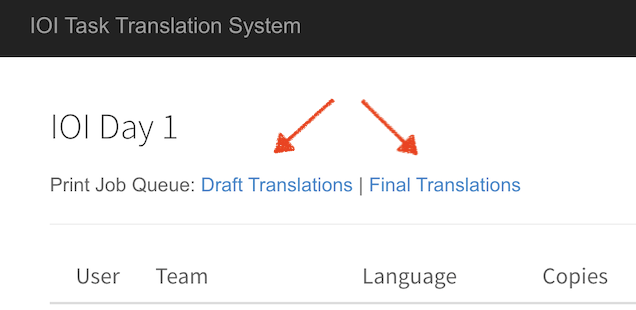 IOI Task Translation System
IOI Day 1
Print Job Queue: Draft Translations | Final Translations
User Team Language Copies